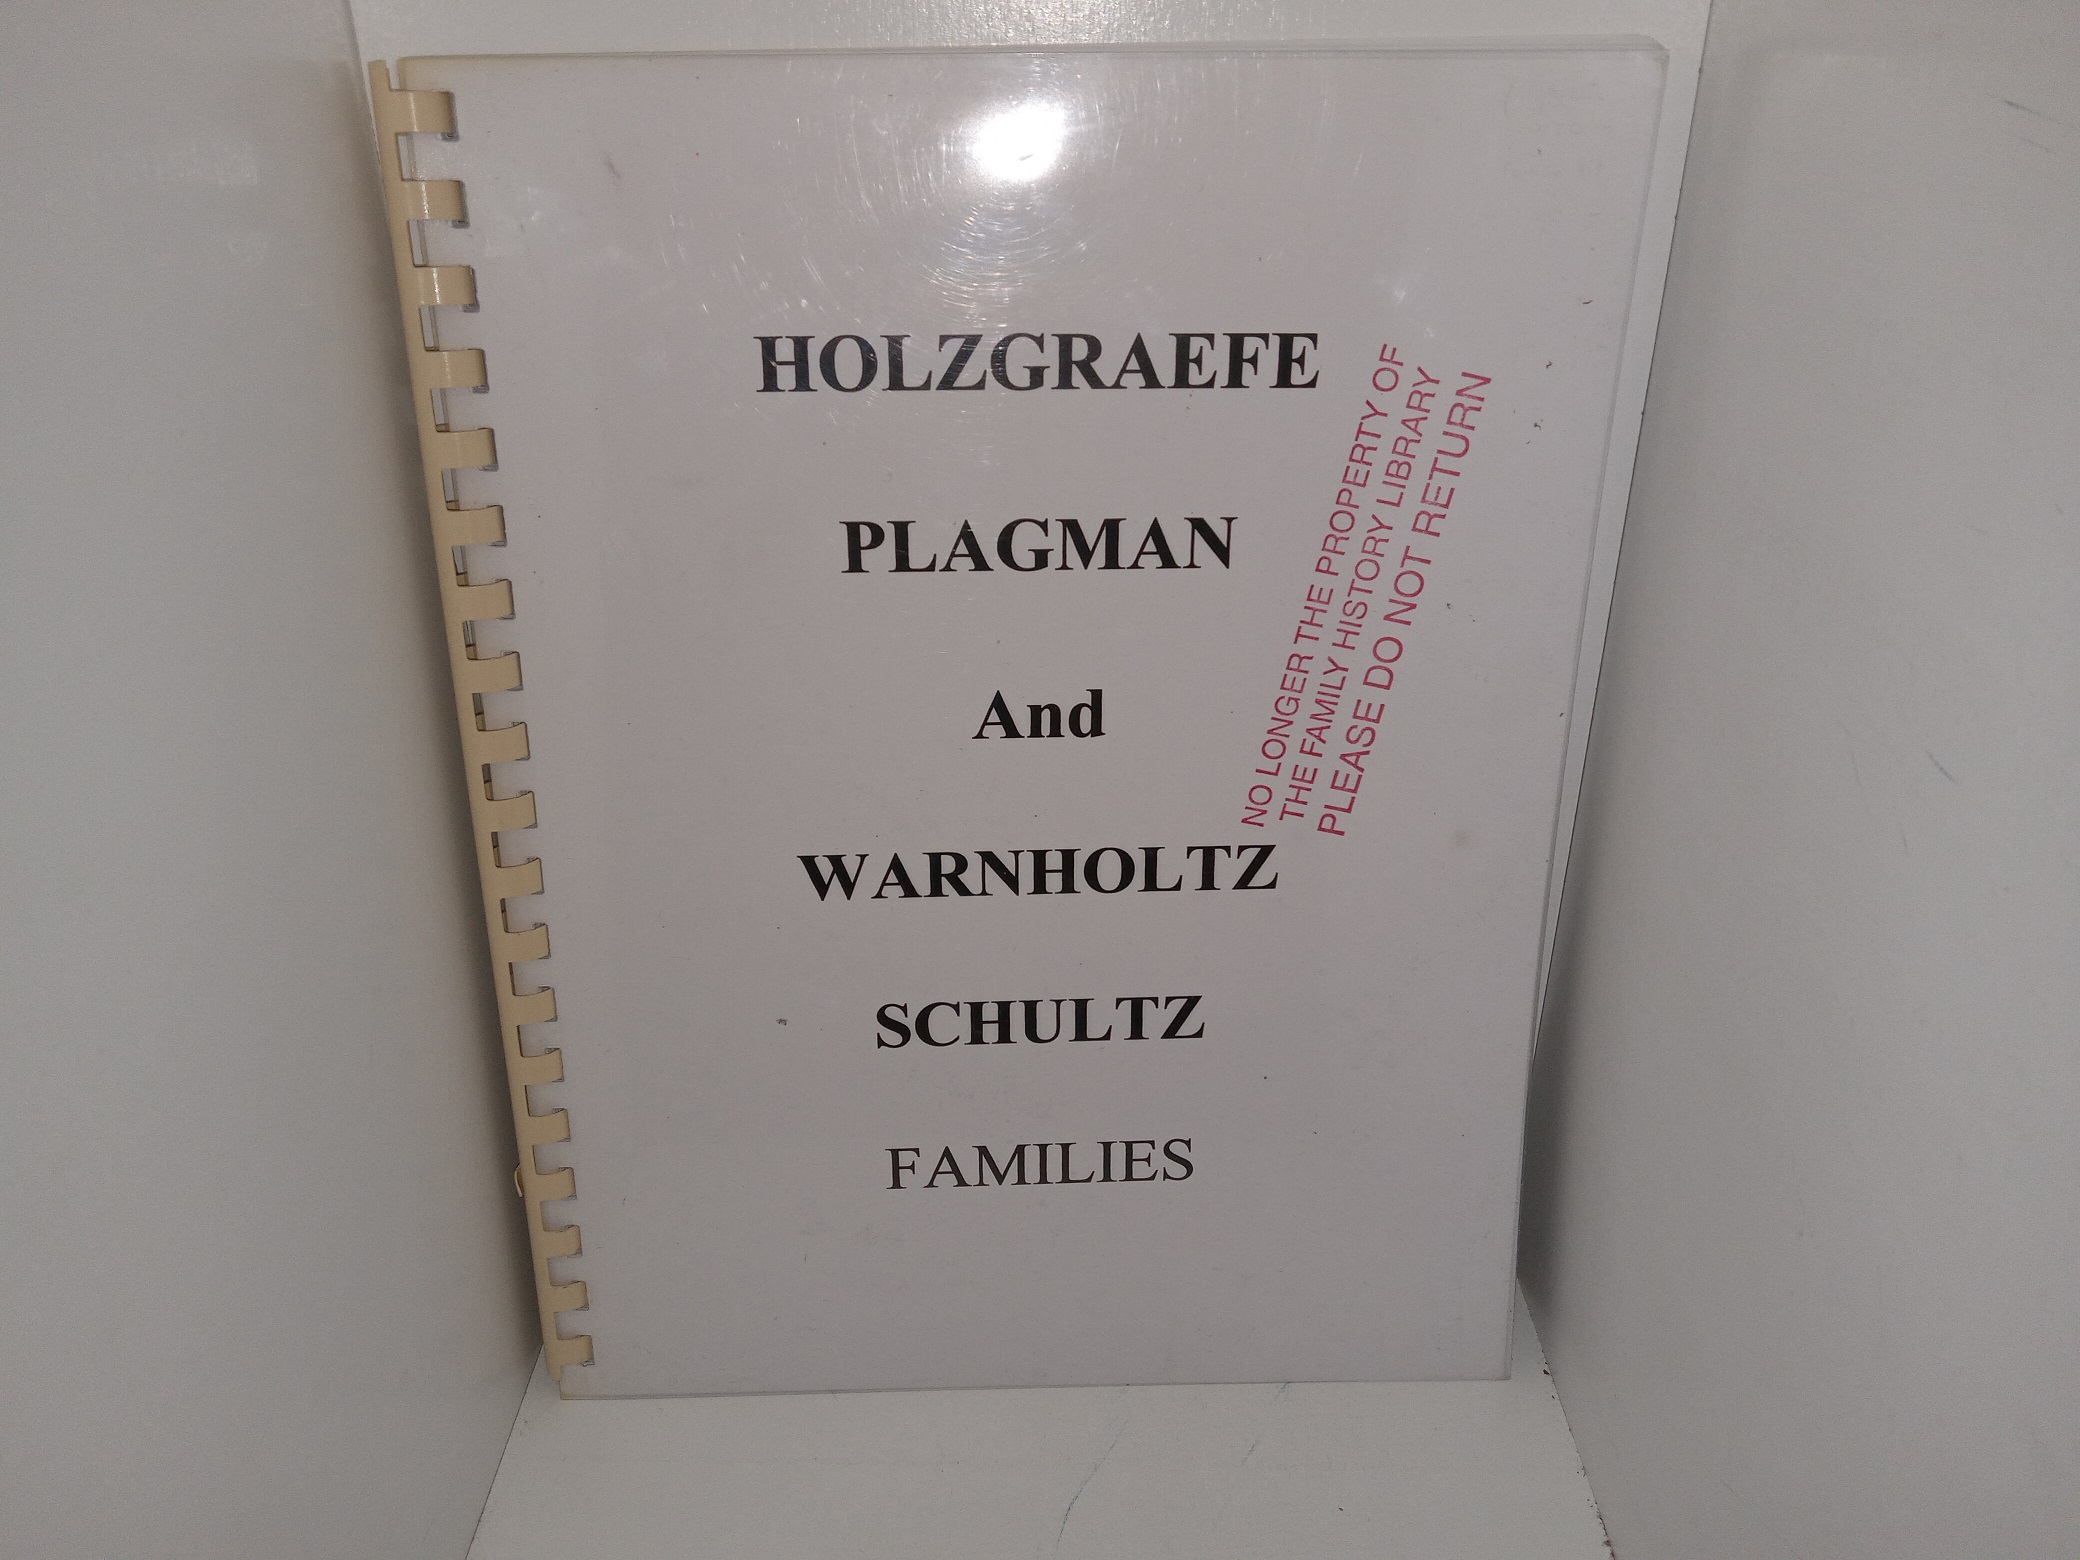 HOLZGRAEFE
PLAGMAN
And
WARNHOLTZ
SCHULTZ
FAMILIES
NO LONGER THE PROPERTY OF
THE FAMILY HISTORY LIBRARY
PLEASE DO NOT RETURN